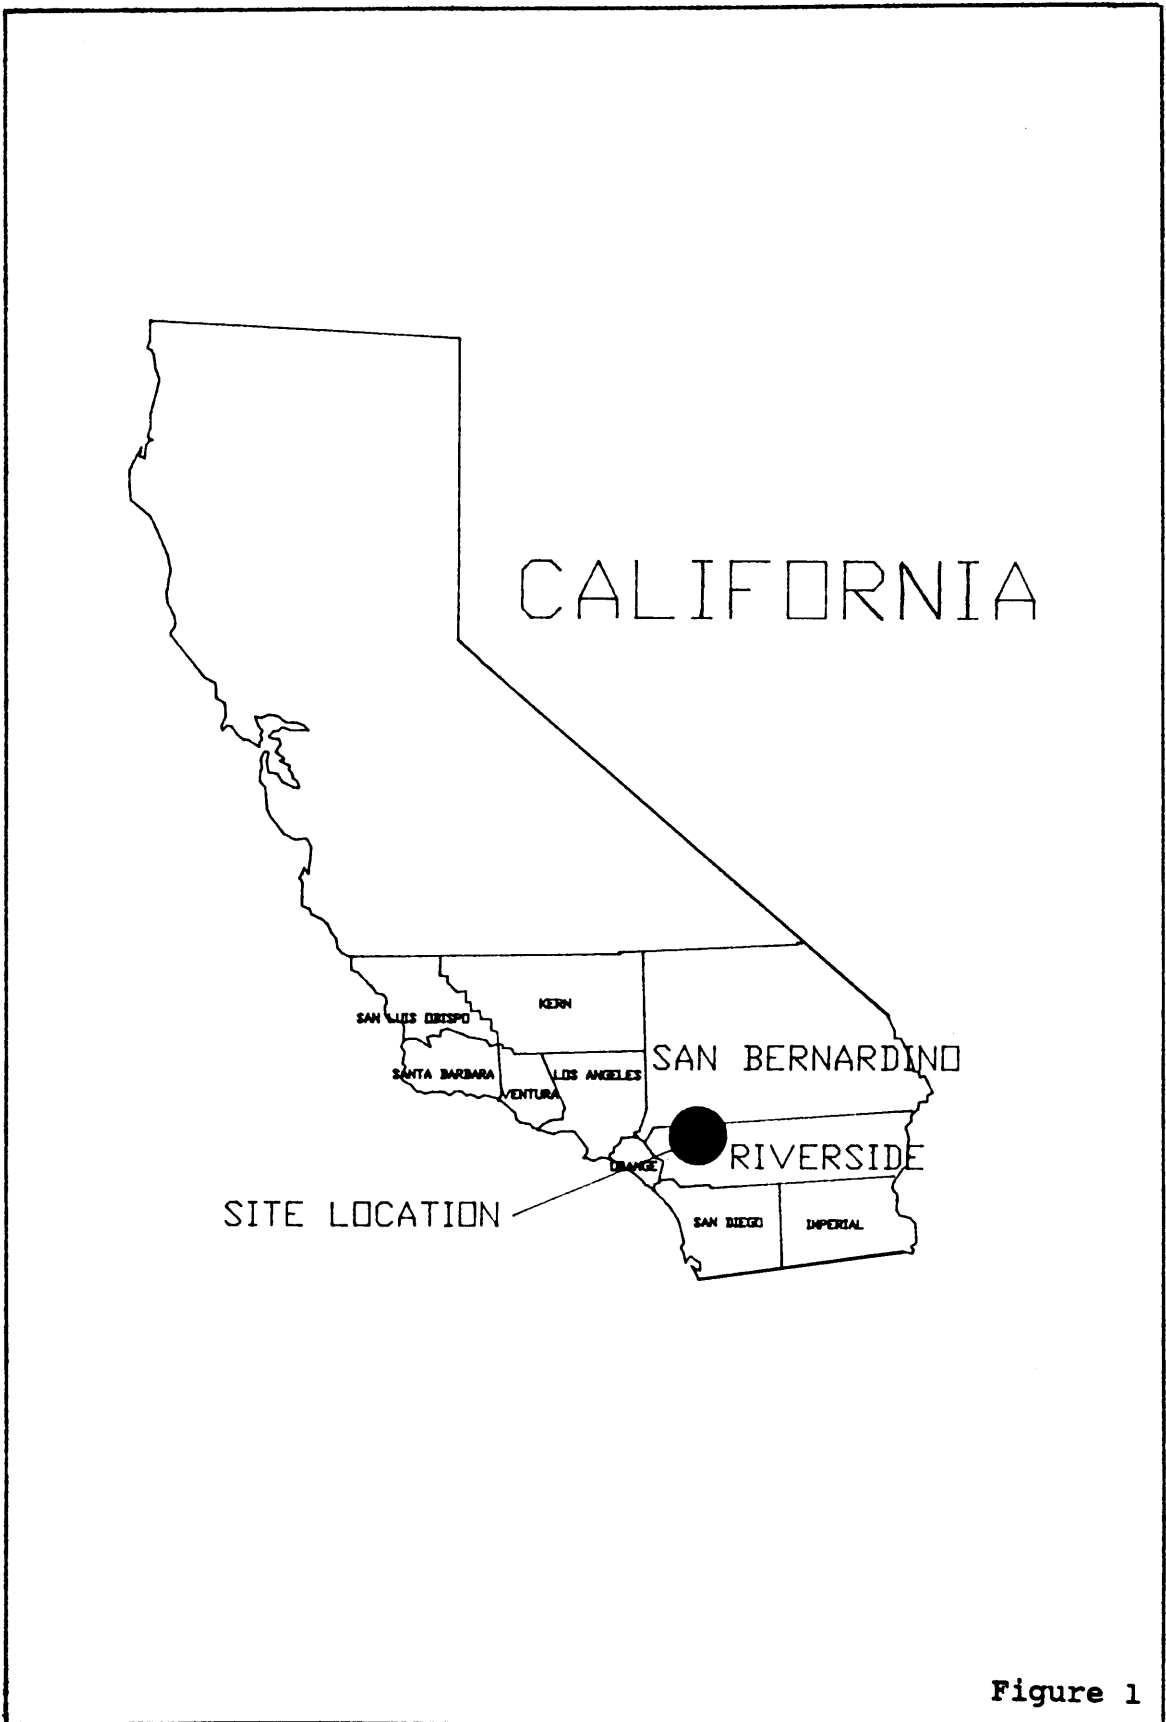 CALIFORNIA
KERN
SAN LUIS OBISPO
SAN BERNARDINO
SANTA BARBARA
LOS ANGELES
VENTURA
RIVERSIDE
ORANGE
SITE LOCATION
SAN DIEGO
IMPERIAL
Figure 1